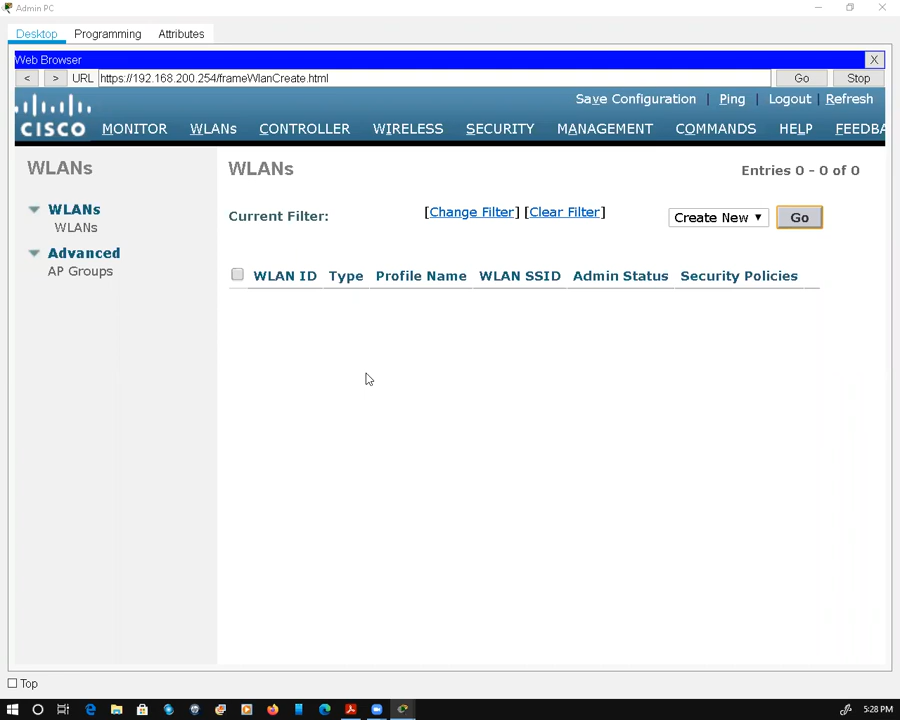 Admin PC
Desktop Programming Attributes
Web Browser X
< > URL https://192.168.200.254/frameWlanCreate.html Go Stop
Save Configuration | Ping | Logout | Refresh
CISCO MONITOR WLANs CONTROLLER WIRELESS SECURITY MANAGEMENT COMMANDS HELP FEEDBA
WLANs
WLANs
WLANs
Advanced
AP Groups
WLANs Entries 0 - 0 of 0
Current Filter: [Change Filter] [Clear Filter] Create New Go
WLAN ID Type Profile Name WLAN SSID Admin Status Security Policies
Top
5:28 PM